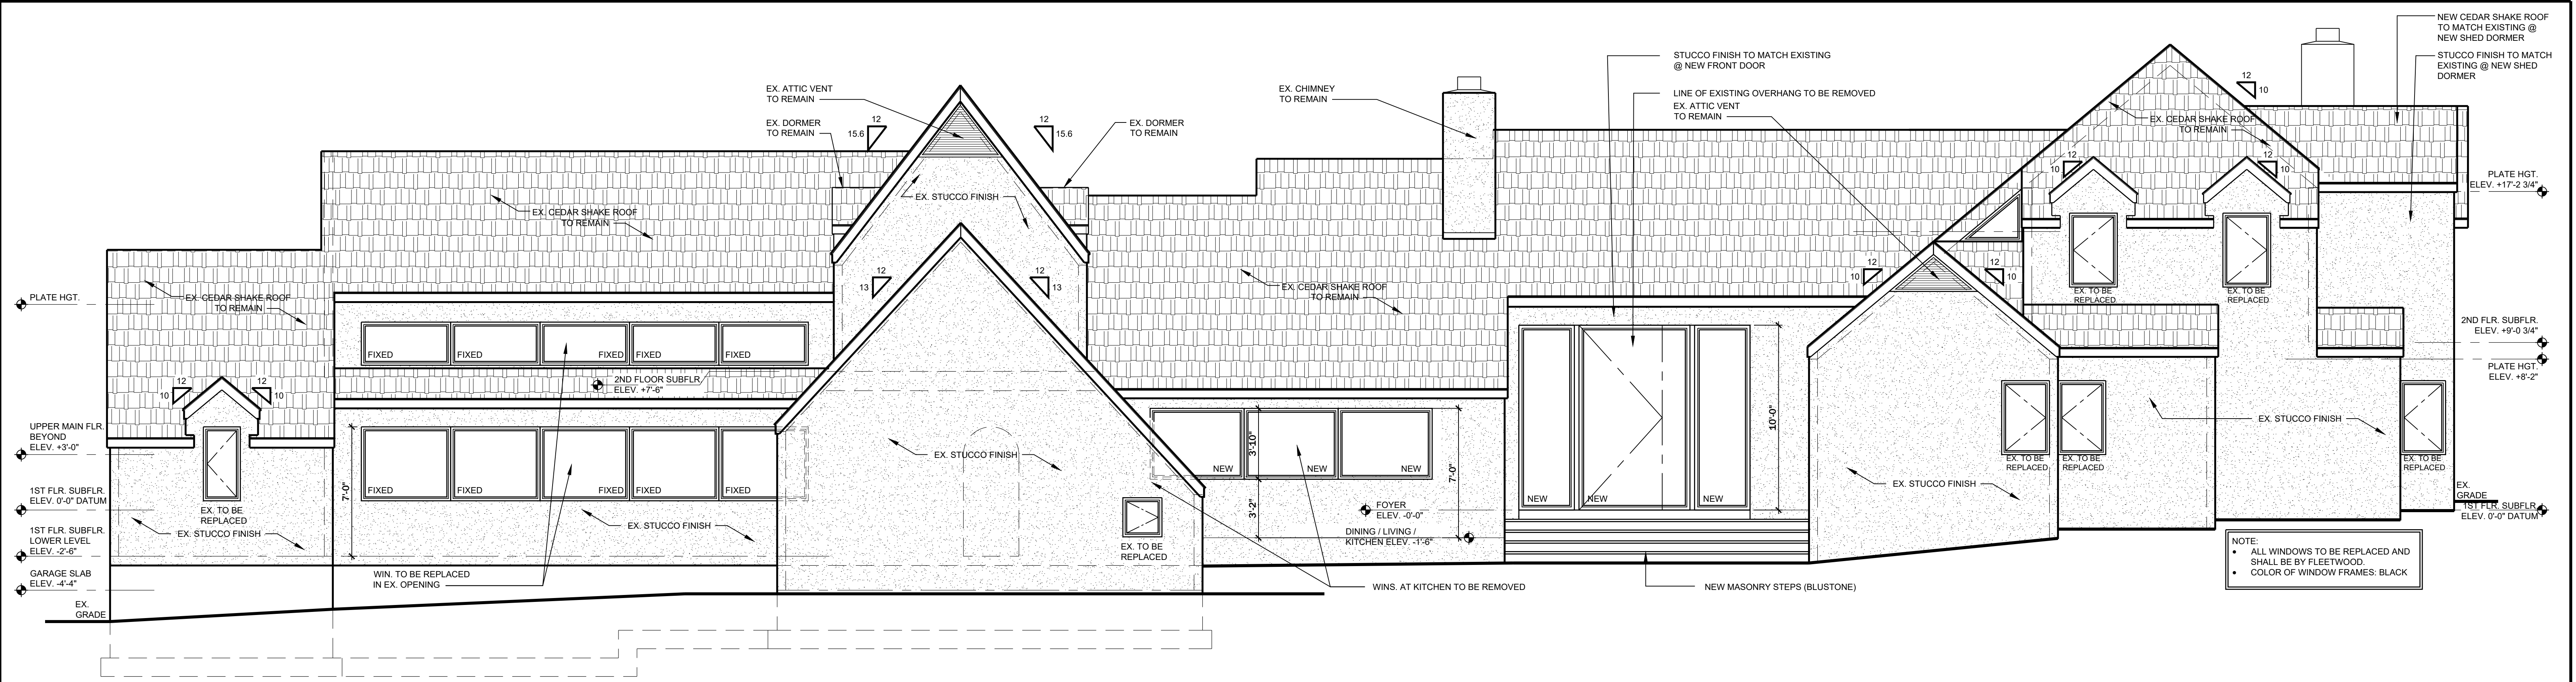 NEW CEDAR SHAKE ROOF
TO MATCH EXISTING @
NEW SHED DORMER
STUCCO FINISH TO MATCH
EXISTING @ NEW SHED
DORMER
STUCCO FINISH TO MATCH EXISTING
@ NEW FRONT DOOR
LINE OF EXISTING OVERHANG TO BE REMOVED
EX. ATTIC VENT
TO REMAIN
EX. CHIMNEY
TO REMAIN
EX. ATTIC VENT
TO REMAIN
EX. DORMER
TO REMAIN
12
15.6
12
15.6
EX. DORMER
TO REMAIN
12
10
EX. CEDAR SHAKE ROOF
TO REMAIN
12
10
12
10
PLATE HGT.
ELEV. +17'-2 3/4"
EX. STUCCO FINISH
EX. CEDAR SHAKE ROOF
TO REMAIN
12
13
12
13
12
10
12
10
EX. CEDAR SHAKE ROOF
TO REMAIN
EX. TO BE
REPLACED
EX. TO BE
REPLACED
PLATE HGT.
EX. CEDAR SHAKE ROOF
TO REMAIN
2ND FLR. SUBFLR.
ELEV. +9'-0 3/4"
PLATE HGT.
ELEV. +8'-2"
FIXED
FIXED
FIXED
FIXED
FIXED
2ND FLOOR SUBFLR.
ELEV. +7'-6"
12
10
12
10
UPPER MAIN FLR.
BEYOND
ELEV. +3'-0"
1ST FLR. SUBFLR.
ELEV. 0'-0" DATUM
1ST FLR. SUBFLR.
LOWER LEVEL
ELEV. -2'-6"
GARAGE SLAB
ELEV. -4'-4"
EX.
GRADE
EX. TO BE
REPLACED
EX. STUCCO FINISH
7'-0"
FIXED
FIXED
FIXED
FIXED
FIXED
EX. STUCCO FINISH
WIN. TO BE REPLACED
IN EX. OPENING
EX. STUCCO FINISH
EX. TO BE
REPLACED
NEW
NEW
NEW
3'-10"
3'-2"
7'-0"
FOYER
ELEV. -0'-0"
DINING / LIVING /
KITCHEN ELEV. -1'-6"
WINS. AT KITCHEN TO BE REMOVED
NEW
NEW
NEW
10'-0"
NEW MASONRY STEPS (BLUSTONE)
EX. STUCCO FINISH
EX. TO BE
REPLACED
EX. TO BE
REPLACED
EX. STUCCO FINISH
EX. TO BE
REPLACED
EX.
GRADE
1ST FLR. SUBFLR.
ELEV. 0'-0" DATUM
NOTE:
• ALL WINDOWS TO BE REPLACED AND
SHALL BE BY FLEETWOOD.
• COLOR OF WINDOW FRAMES: BLACK